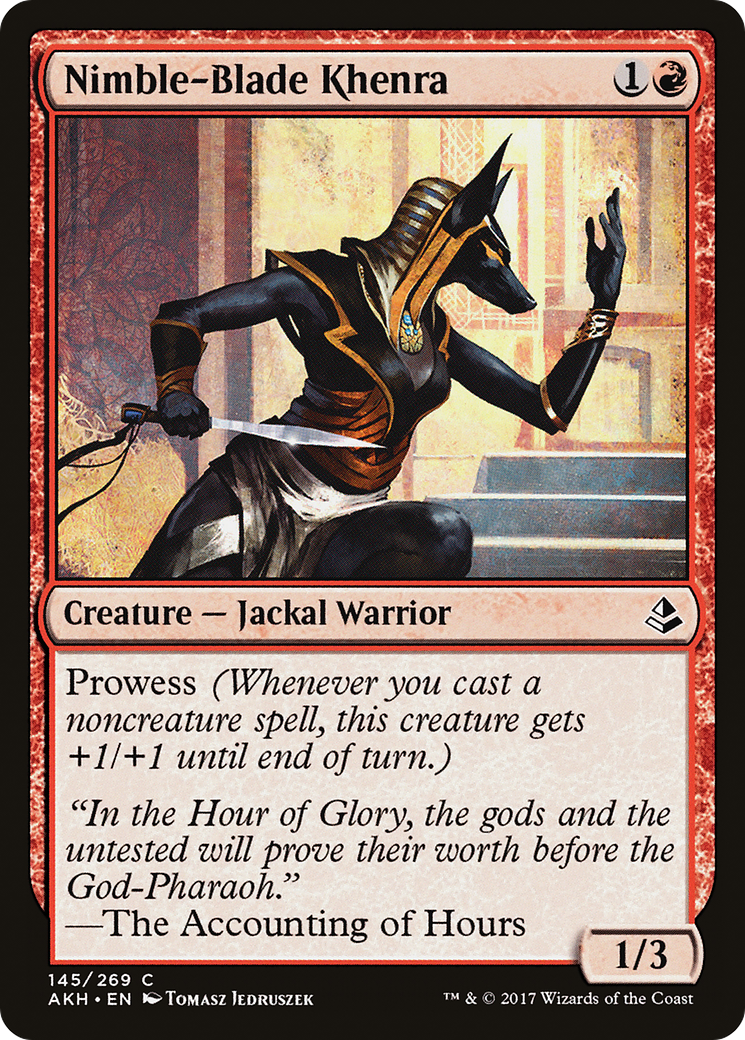 Nimble-Blade Khenra
1
Creature — Jackal Warrior
Prowess (Whenever you cast a
noncreature spell, this creature gets
+1/+1 until end of turn.)
“In the Hour of Glory, the gods and the
untested will prove their worth before the
God-Pharaoh.”
—The Accounting of Hours
1/3
145/269 C
AKH • EN Tomasz Jedruszek
™ & © 2017 Wizards of the Coast